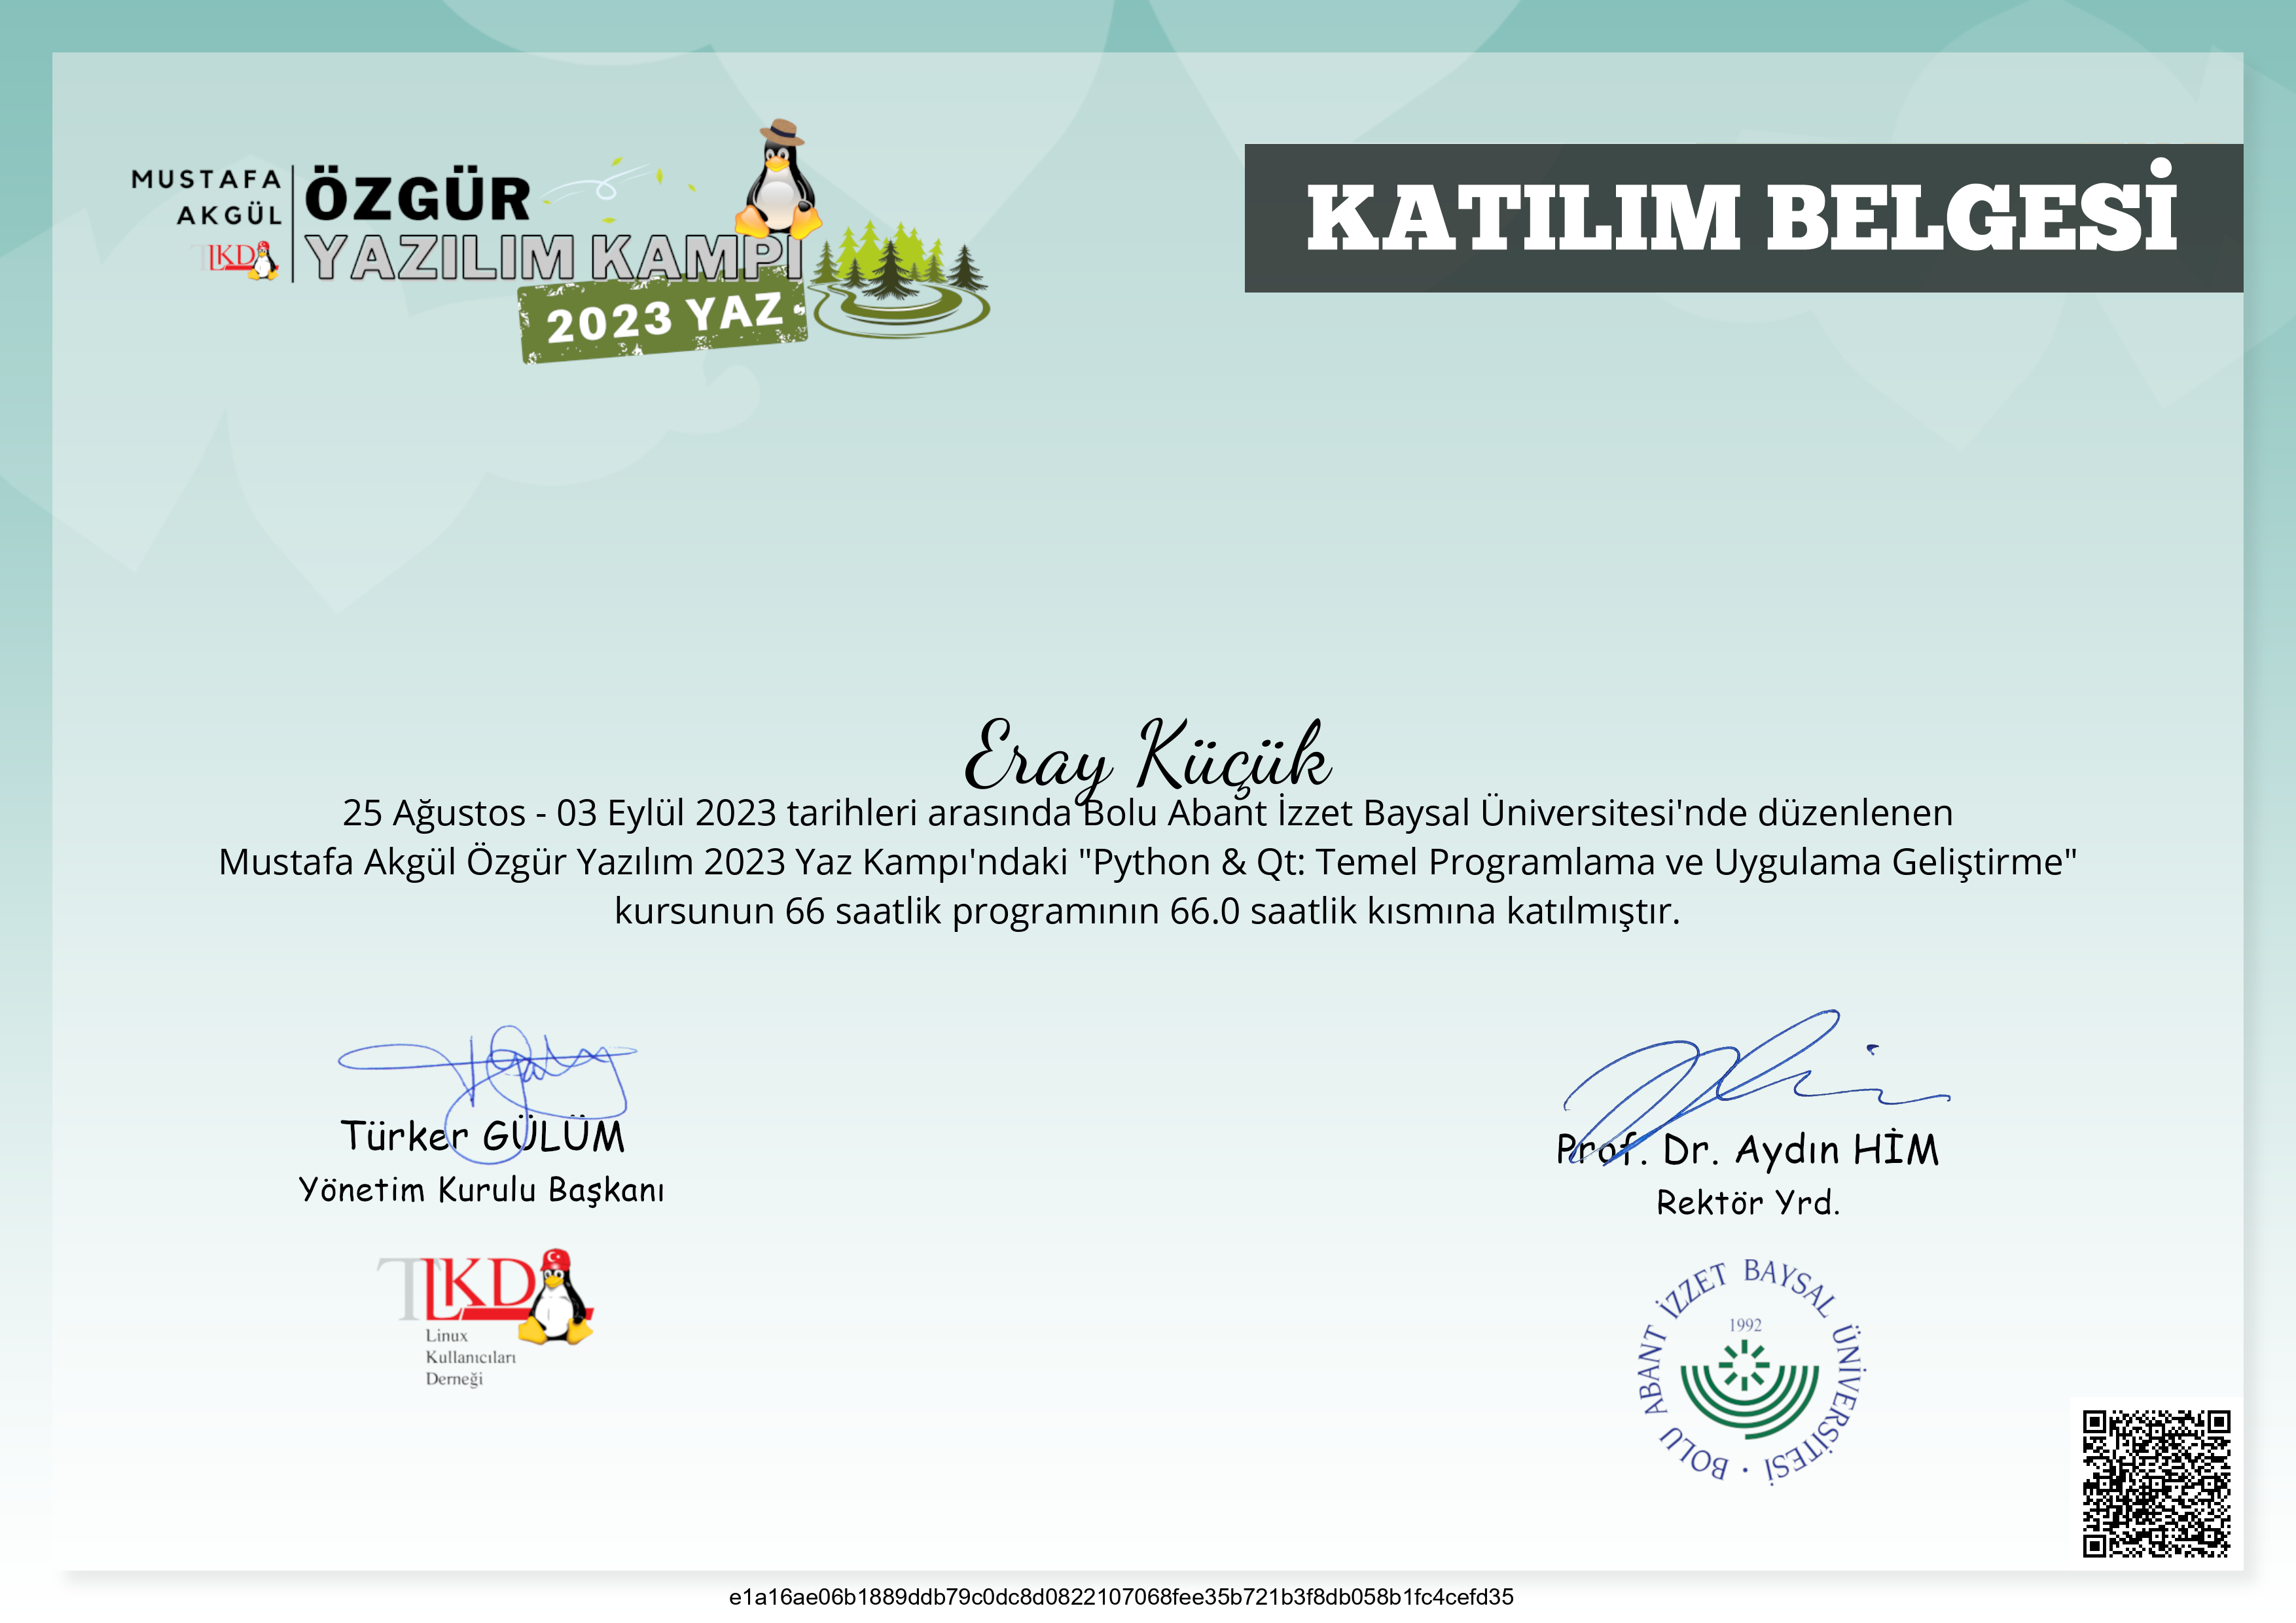 MUSTAFA
AKGÜL
TLKD
ÖZGÜR
YAZILIM KAMPI
2023 YAZ
KATILIM BELGESİ
Eray Küçük
25 Ağustos - 03 Eylül 2023 tarihleri arasında Bolu Abant İzzet Baysal Üniversitesi'nde düzenlenen
Mustafa Akgül Özgür Yazılım 2023 Yaz Kampı'ndaki "Python & Qt: Temel Programlama ve Uygulama Geliştirme"
kursunun 66 saatlik programının 66.0 saatlik kısmına katılmıştır.
Türker GÜLÜM
Yönetim Kurulu Başkanı
TLKD
Linux
Kullanıcıları
Derneği
Prof. Dr. Aydın HİM
Rektör Yrd.
BOLU ABANT İZZET BAYSAL ÜNİVERSİTESİ
1992
e1a16ae06b1889ddb79c0dc8d0822107068fee35b721b3f8db058b1fc4cefd35